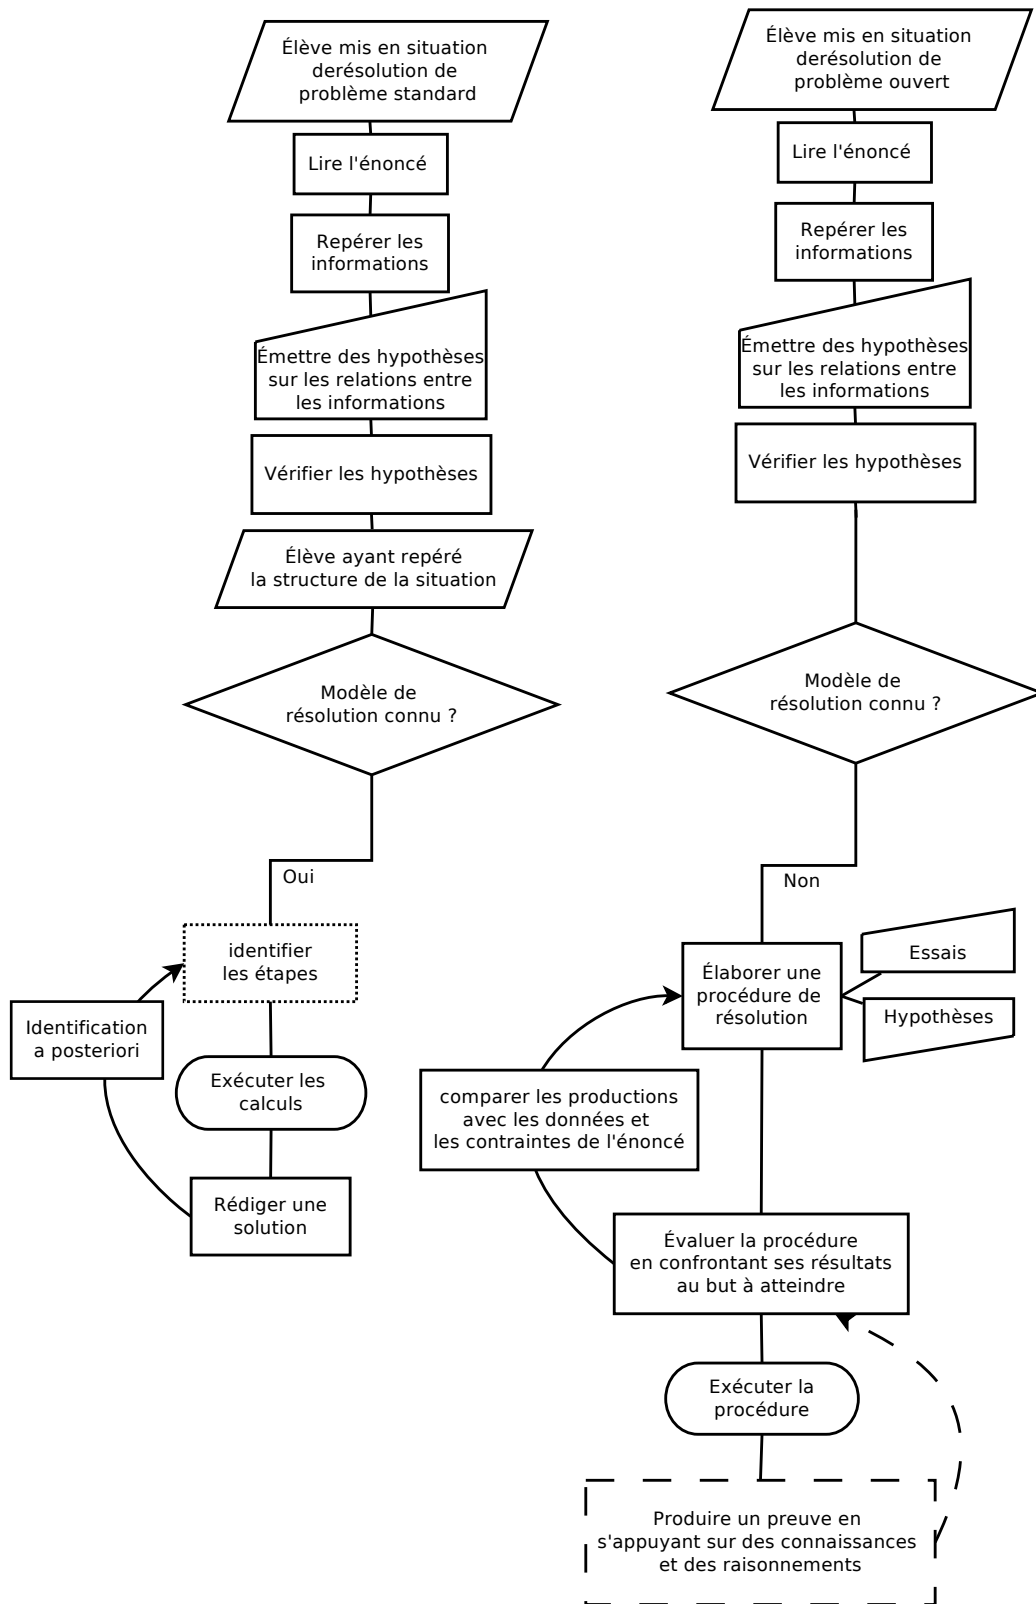 Élève mis en situation
derésolution de
problème standard
Lire l'énoncé
Repérer les
informations
Émettre des hypothèses
sur les relations entre
les informations
Vérifier les hypothèses
Élève ayant repéré
la structure de la situation
Modèle de
résolution connu ?
Oui
identifier
les étapes
Identification
a posteriori
Exécuter les
calculs
Rédiger une
solution
Élève mis en situation
derésolution de
problème ouvert
Lire l'énoncé
Repérer les
informations
Émettre des hypothèses
sur les relations entre
les informations
Vérifier les hypothèses
Modèle de
résolution connu ?
Non
Élaborer une
procédure de
résolution
Essais
Hypothèses
comparer les productions
avec les données et
les contraintes de l'énoncé
Évaluer la procédure
en confrontant ses résultats
au but à atteindre
Exécuter la
procédure
Produire un preuve en
s'appuyant sur des connaissances
et des raisonnements